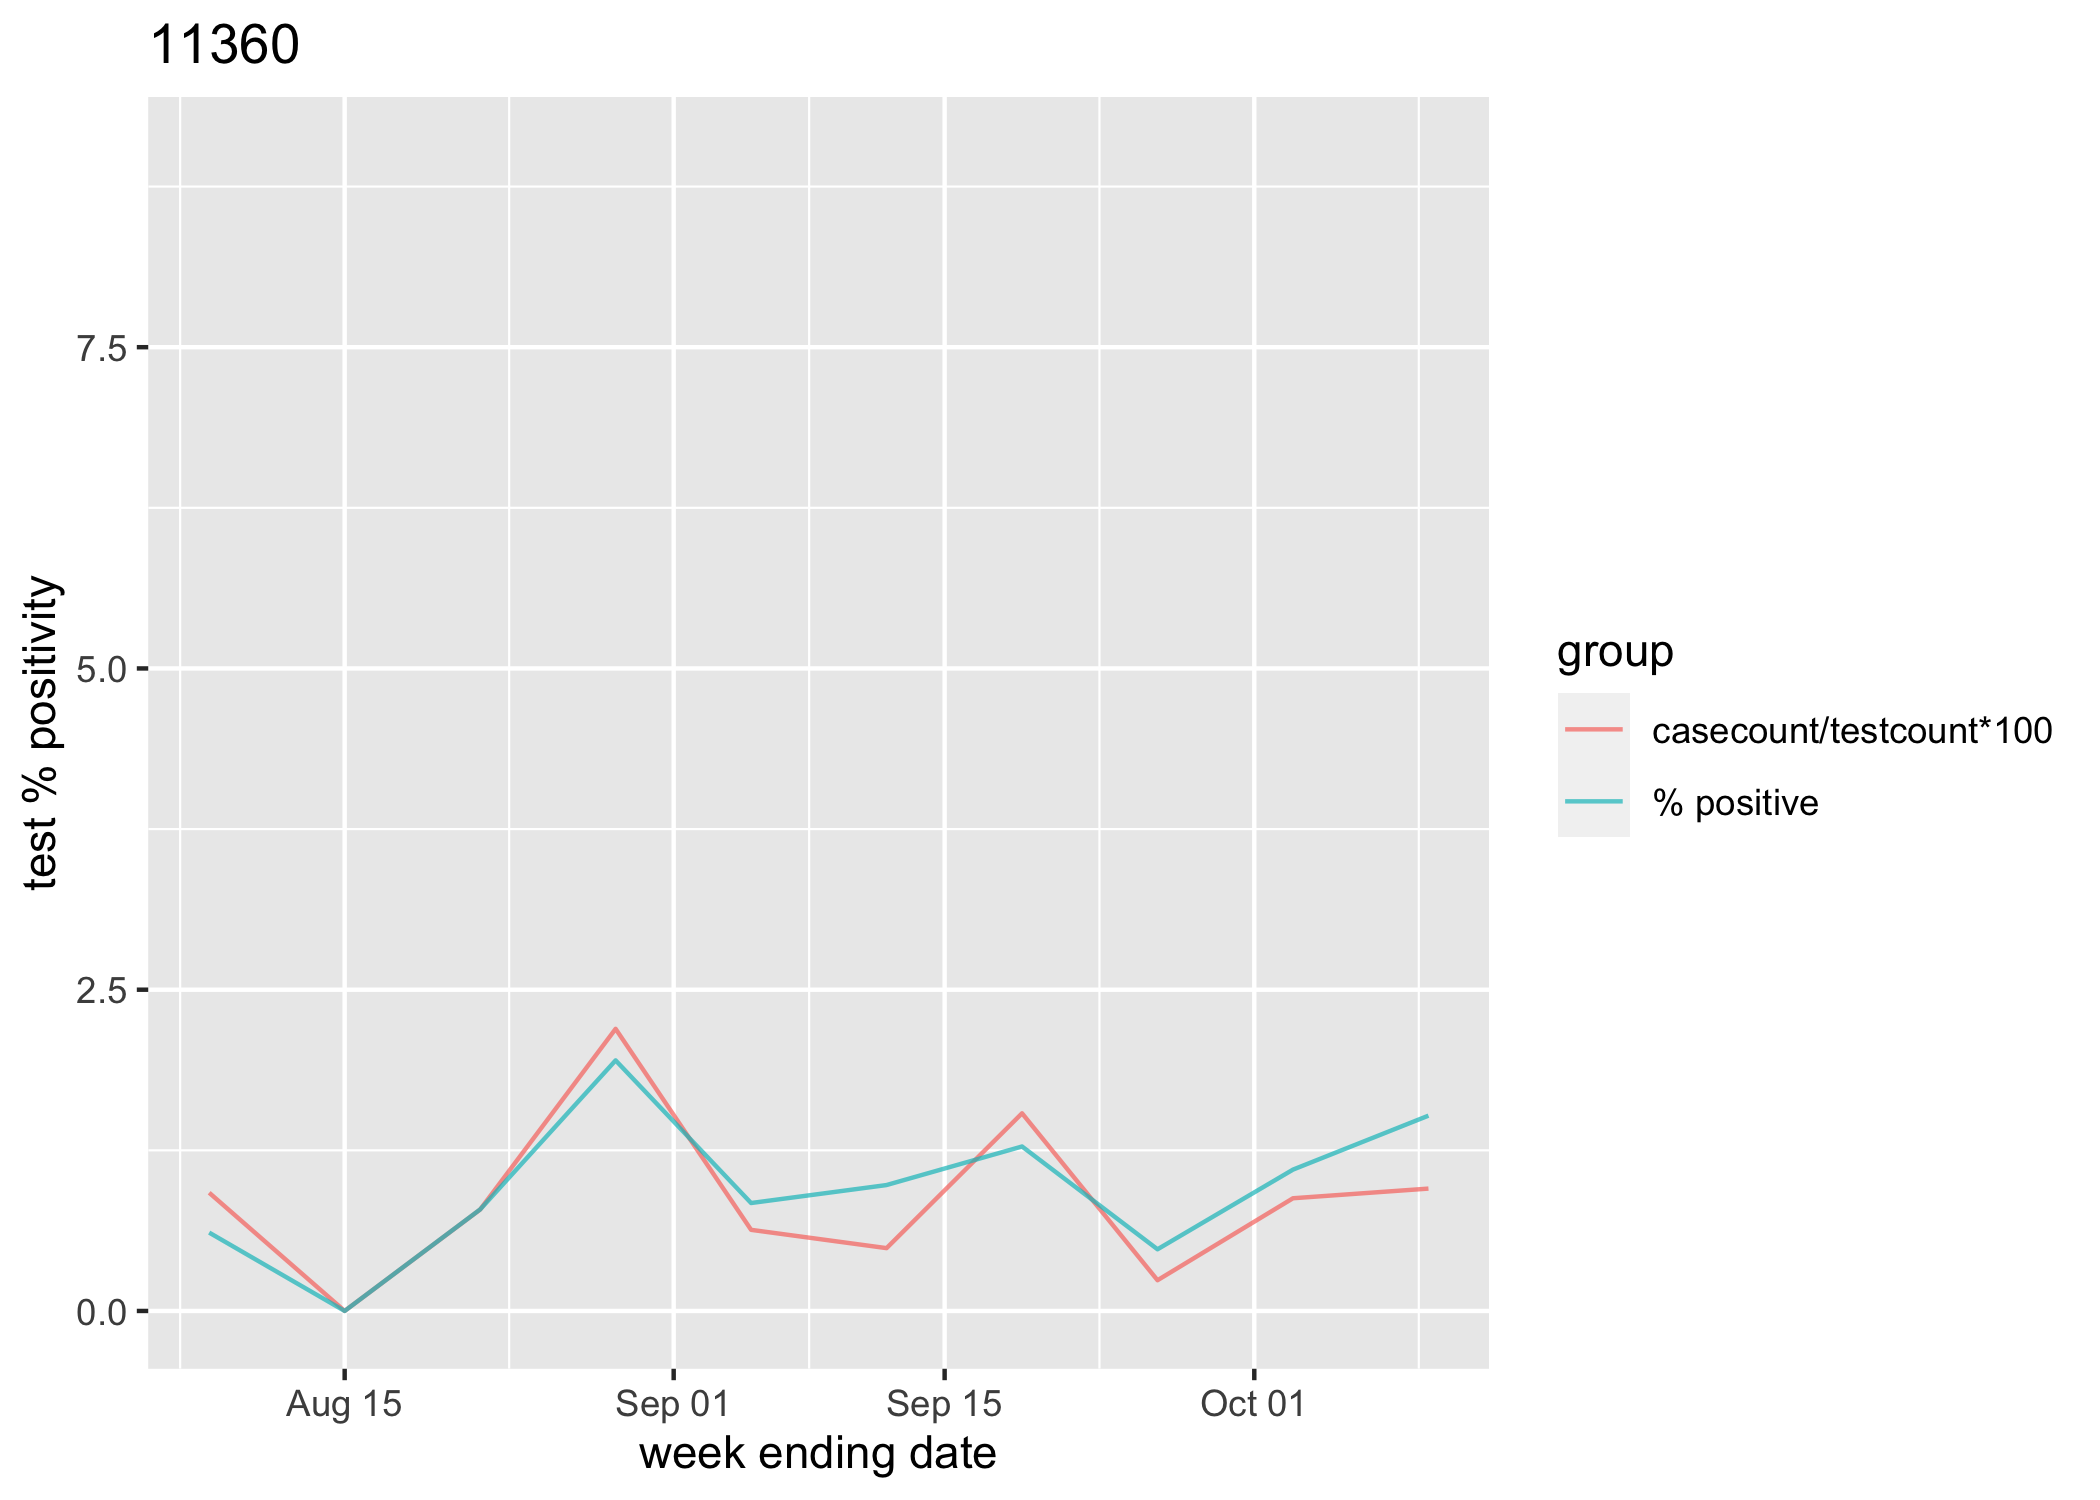 11360
7.5
5.0
2.5
0.0
test % positivity
Aug 15
Sep 01
Sep 15
Oct 01
week ending date
group
casecount/testcount*100
% positive